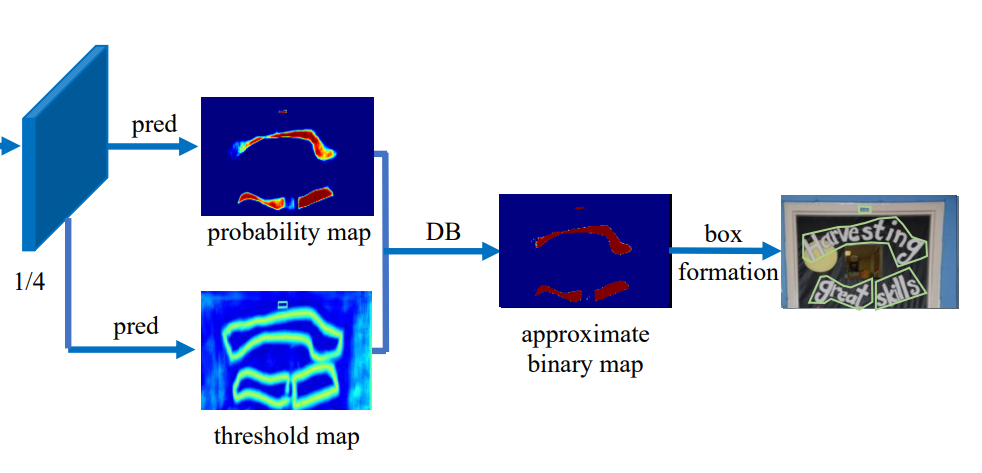 pred
probability map
1/4
pred
threshold map
DB
approximate
binary map
box
formation
Harvesting
great skills